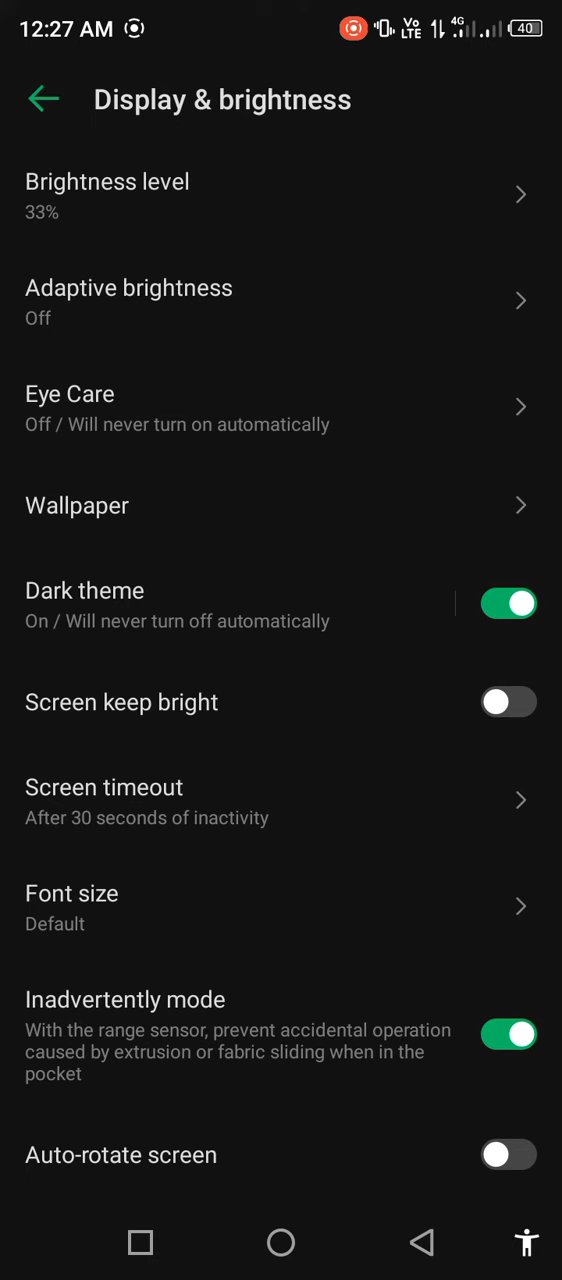 12:27 AM
Vo
LTE
4G
40
Display & brightness
Brightness level
33%
Adaptive brightness
Off
Eye Care
Off / Will never turn on automatically
Wallpaper
Dark theme
On / Will never turn off automatically
Screen keep bright
Screen timeout
After 30 seconds of inactivity
Font size
Default
Inadvertently mode
With the range sensor, prevent accidental operation
caused by extrusion or fabric sliding when in the
pocket
Auto-rotate screen